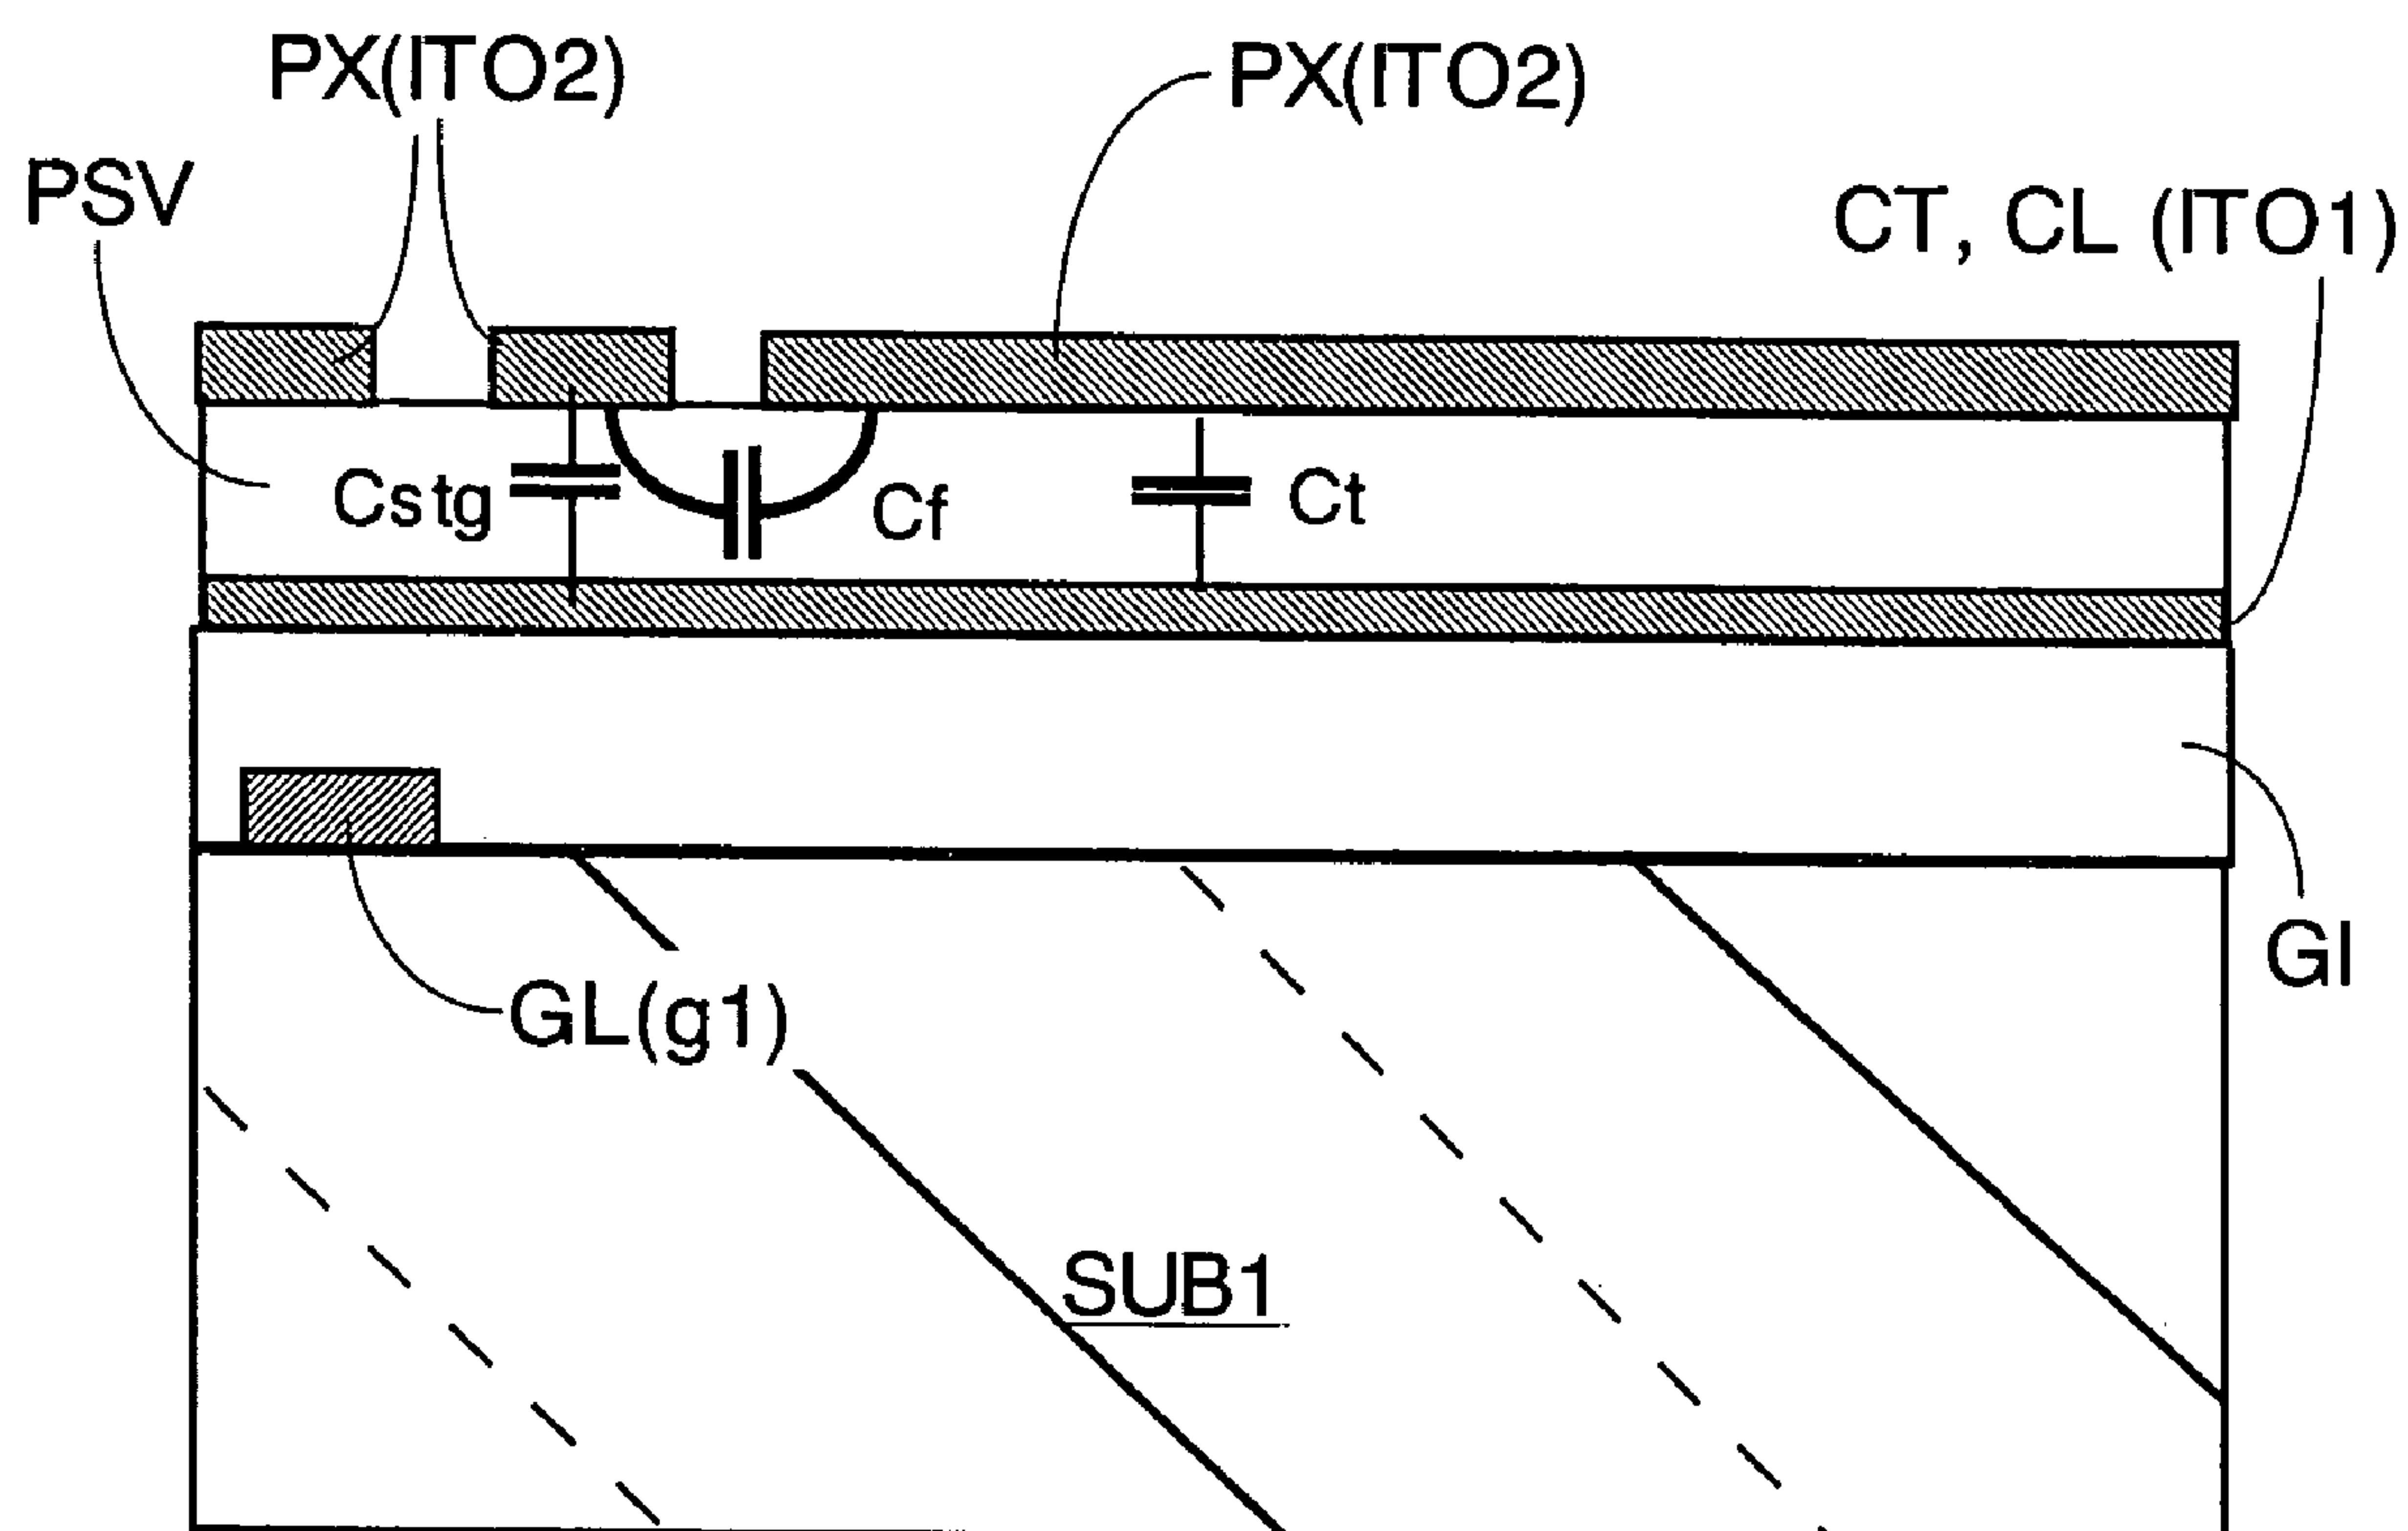 PX(ITO2)
PX(ITO2)
PSV
CT, CL (ITO1)
Cstg
Cf
Ct
GI
GL(g1)
SUB1